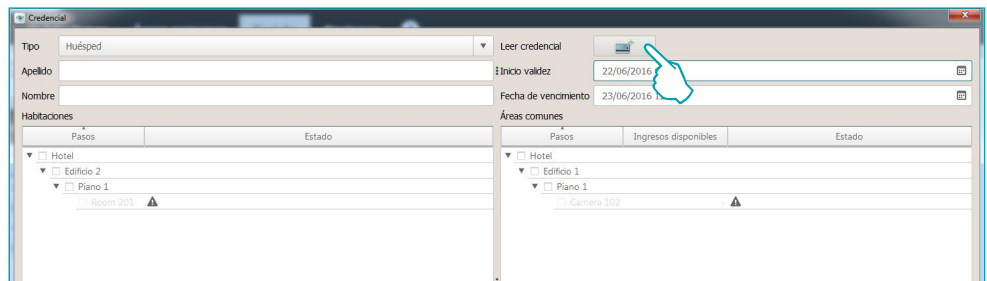 Credencial
Tipo Huésped Leer credencial
Apellido Inicio validez 22/06/2016
Nombre Fecha de vencimiento 23/06/2016
Habitaciones Áreas comunes
Pasos Estado Pasos Ingresos disponibles Estado
Hotel Hotel
Edificio 2 Edificio 1
Piano 1 Piano 1
Room 201 Camera 102